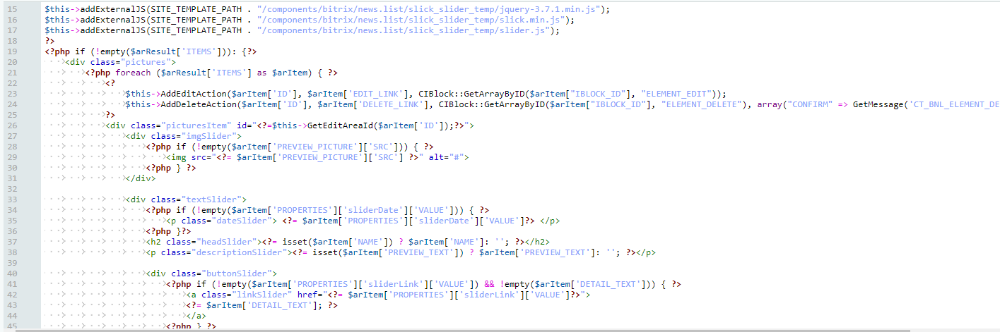 15 $this->addExternalJS(SITE_TEMPLATE_PATH . "/components/bitrix/news.list/slick_slider_temp/jquery-3.7.1.min.js");
16 $this->addExternalJS(SITE_TEMPLATE_PATH . "/components/bitrix/news.list/slick_slider_temp/slick.min.js");
17 $this->addExternalJS(SITE_TEMPLATE_PATH . "/components/bitrix/news.list/slick_slider_temp/slider.js");
18 ?>
19 <?php if (!empty($arResult['ITEMS'])): {?>
20 <div class="pictures">
21 <?php foreach ($arResult['ITEMS'] as $arItem) { ?>
22 <?
23 $this->AddEditAction($arItem['ID'], $arItem['EDIT_LINK'], CIBlock::GetArrayByID($arItem["IBLOCK_ID"], "ELEMENT_EDIT"));
24 $this->AddDeleteAction($arItem['ID'], $arItem['DELETE_LINK'], CIBlock::GetArrayByID($arItem["IBLOCK_ID"], "ELEMENT_DELETE"), array("CONFIRM" => GetMessage('CT_BNL_ELEMENT_DE
25 ?>
26 <div class="picturesItem" id="<?=$this->GetEditAreaId($arItem['ID']);?>">
27 <div class="imgSlider">
28 <?php if (!empty($arItem['PREVIEW_PICTURE']['SRC'])) { ?>
29 <img src="<?= $arItem['PREVIEW_PICTURE']['SRC'] ?>" alt="#">
30 <?php } ?>
31 </div>
32
33 <div class="textSlider">
34 <?php if (!empty($arItem['PROPERTIES']['sliderDate']['VALUE'])) { ?>
35 <p class="dateSlider"> <?= $arItem['PROPERTIES']['sliderDate']['VALUE']?> </p>
36 <?php }?>
37 <h2 class="headSlider"><?= isset($arItem['NAME']) ? $arItem['NAME']: ''; ?></h2>
38 <p class="descriptionSlider"><?= isset($arItem['PREVIEW_TEXT']) ? $arItem['PREVIEW_TEXT']: ''; ?></p>
39
40 <div class="buttonSlider">
41 <?php if (!empty($arItem['PROPERTIES']['sliderLink']['VALUE']) && !empty($arItem['DETAIL_TEXT'])) { ?>
42 <a class="linkSlider" href="<?= $arItem['PROPERTIES']['sliderLink']['VALUE']?>">
43 <?= $arItem['DETAIL_TEXT']; ?>
44 </a>
45 <?php } ?>